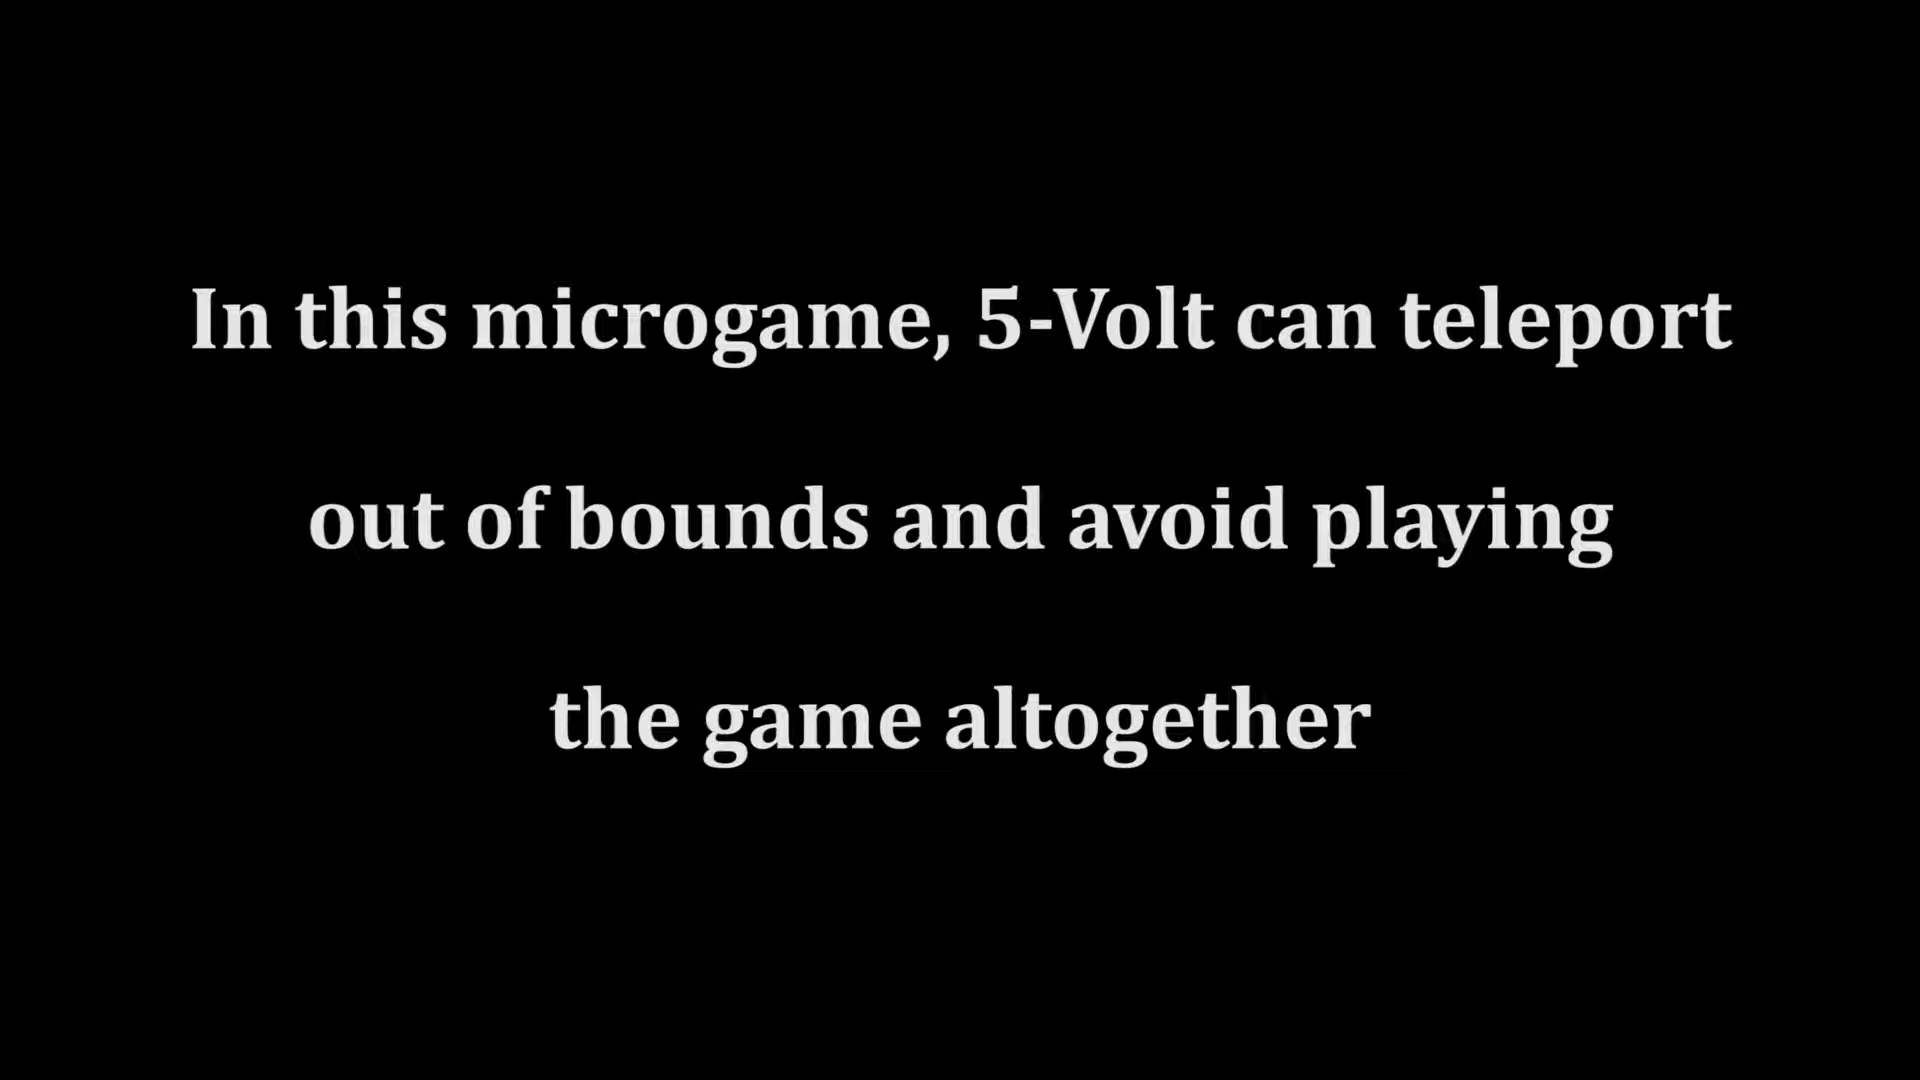 In this microgame, 5-Volt can teleport
out of bounds and avoid playing
the game altogether